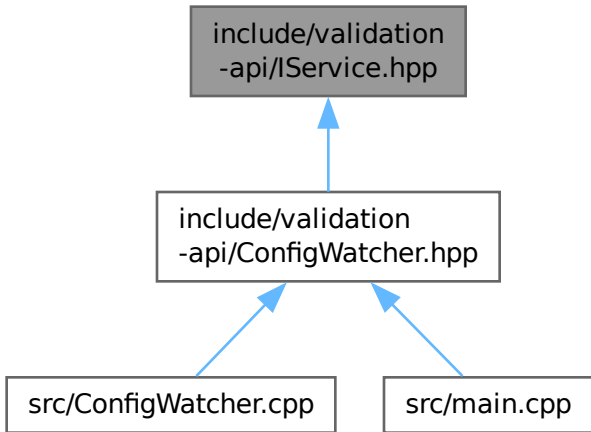 include/validation
-api/IService.hpp
include/validation
-api/ConfigWatcher.hpp
src/ConfigWatcher.cpp
src/main.cpp